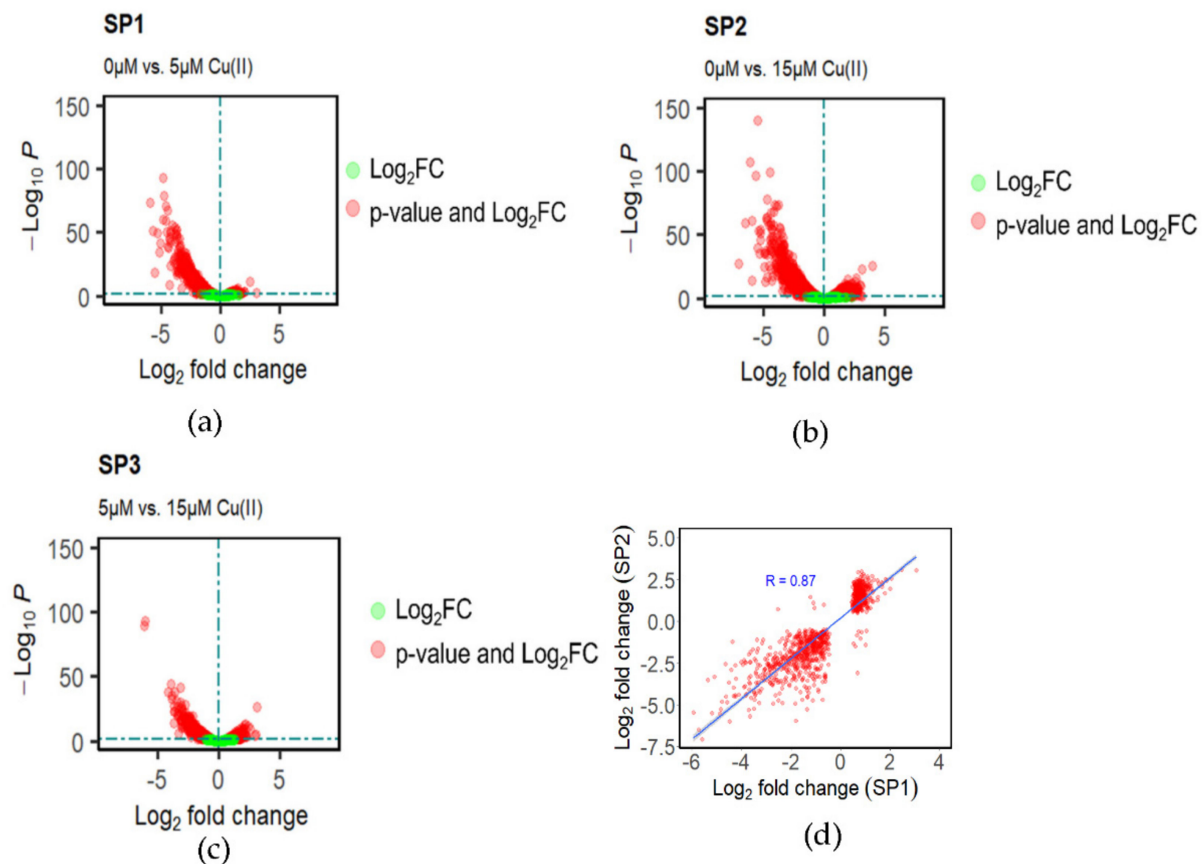 SP1
0µM vs. 5µM Cu(II)
150
100
50
0
−Log₁₀ P
-5 0 5
Log₂ fold change
Log₂FC
p-value and Log₂FC
(a)
SP2
0µM vs. 15µM Cu(II)
150
100
50
0
−Log₁₀ P
-5 0 5
Log₂ fold change
Log₂FC
p-value and Log₂FC
(b)
SP3
5µM vs. 15µM Cu(II)
150
100
50
0
−Log₁₀ P
-5 0 5
Log₂ fold change
Log₂FC
p-value and Log₂FC
(c)
Log₂ fold change (SP2)
5.0
2.5
0.0
-2.5
-5.0
-7.5
R = 0.87
-6 -4 -2 0 2 4
Log₂ fold change (SP1)
(d)